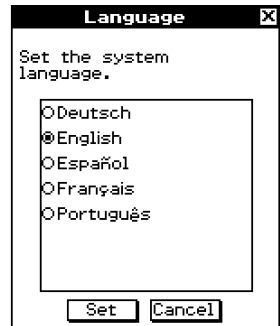 Language X
Set the system
language.
Deutsch
English
Español
Français
Português
Set Cancel